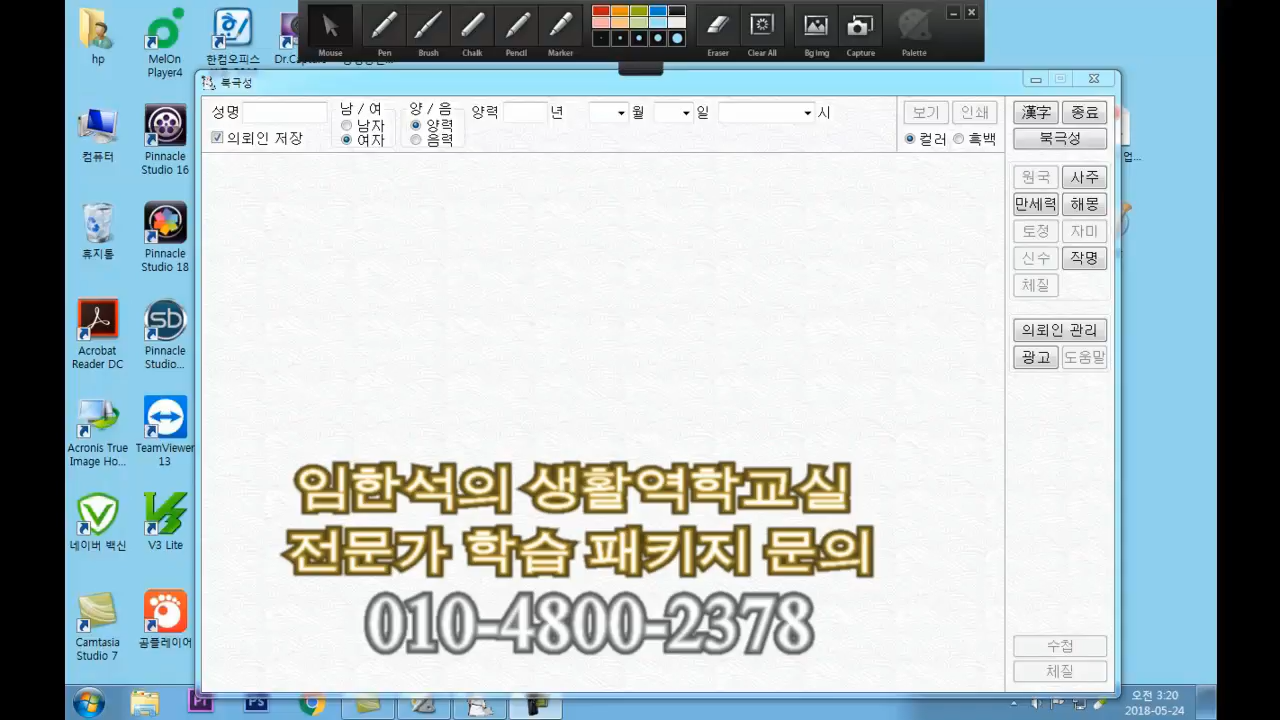 hp
MelOn Player4
한컴오피스
Mouse
Pen
Brush
Chalk
Pencil
Marker
Eraser
Clear All
Bg Img
Capture
Palette
북극성
성명
남 / 여
양 / 음
양력
년
월
일
시
보기
인쇄
漢字
종료
의뢰인 저장
남자
여자
양력
음력
컬러
흑백
북극성
원국
사주
만세력
해몽
토정
자미
신수
작명
체질
의뢰인 관리
광고
도움말
컴퓨터
Pinnacle Studio 16
휴지통
Pinnacle Studio 18
Acrobat Reader DC
Pinnacle Studio...
Acronis True Image Ho...
TeamViewer 13
네이버 백신
V3 Lite
Camtasia Studio 7
곰플레이어
임한석의 생활역학교실
전문가 학습 패키지 문의
010-4800-2378
수첩
체질
오전 3:20
2018-05-24